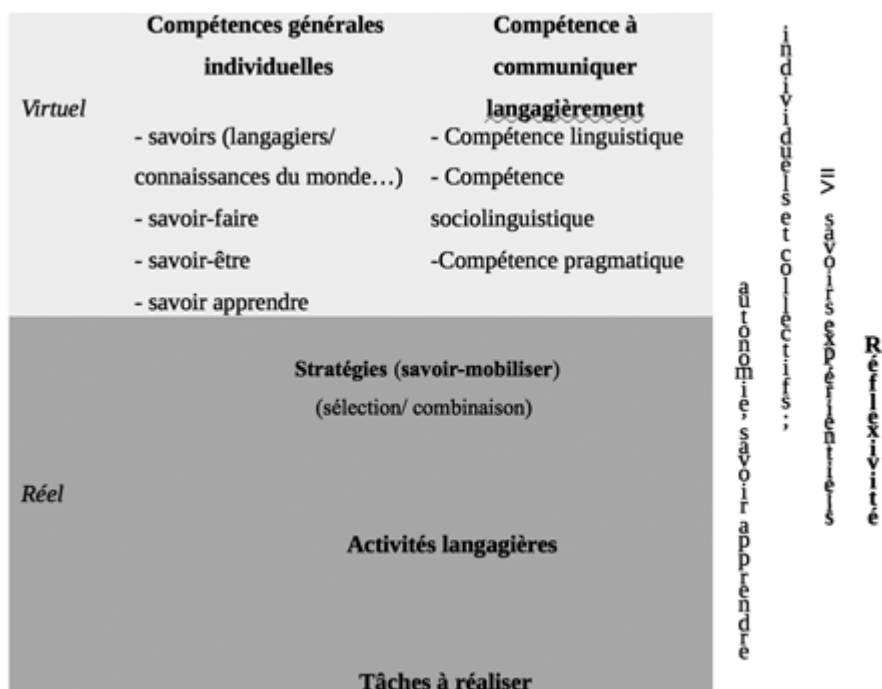 Compétences générales
individuelles
Compétence à
communiquer
langagièrement
Virtuel
- savoirs (langagiers/
connaissances du monde…)
- savoir-faire
- savoir-être
- savoir apprendre
- Compétence linguistique
- Compétence
sociolinguistique
-Compétence pragmatique
Stratégies (savoir-mobiliser)
(sélection/ combinaison)
Réel
Activités langagières
Tâches à réaliser
Réflexivité
=> savoirs expérientiels
individuels et collectifs ;
autonomie, savoir apprendre